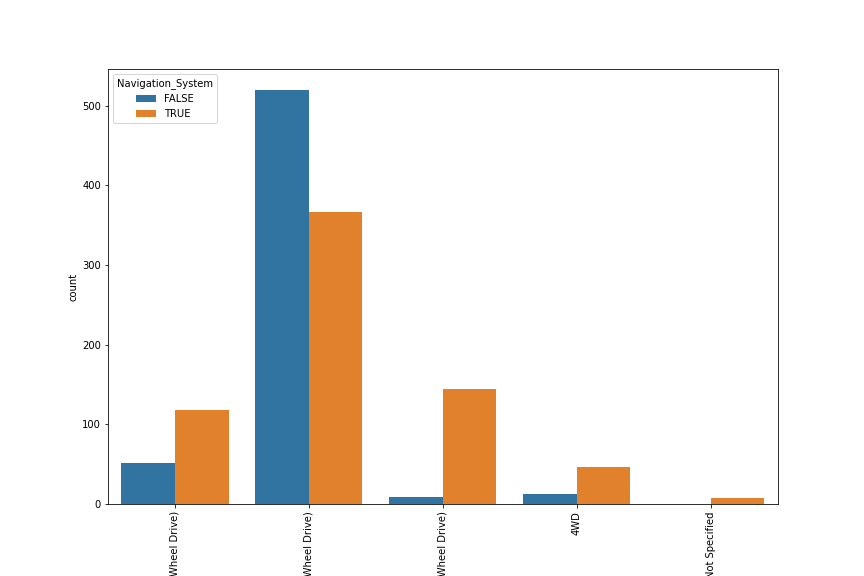 Navigation_System
FALSE
TRUE
500
400
300
200
100
0
count
Wheel Drive)
Wheel Drive)
Wheel Drive)
4WD
Not Specified